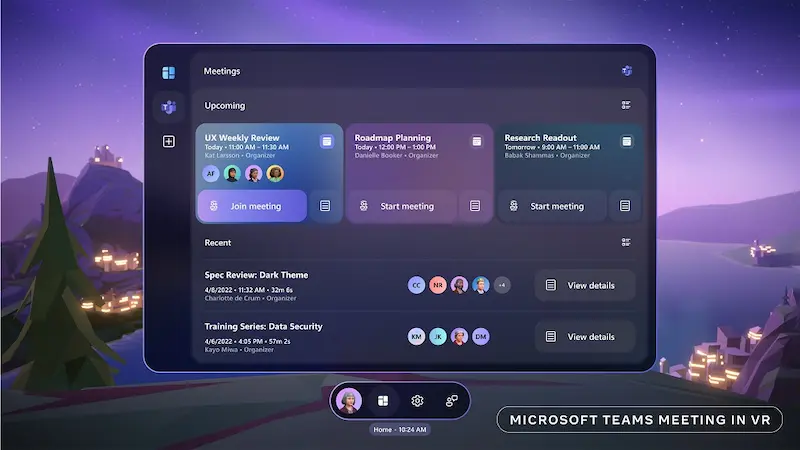 Meetings
Upcoming
UX Weekly Review
Today • 11:00 AM – 11:30 AM
Kat Larsson • Organizer
AF
Join meeting
Roadmap Planning
Today • 12:00 PM – 1:00 PM
Danielle Booker • Organizer
Start meeting
Research Readout
Tomorrow • 9:00 AM – 11:00 AM
Babak Shammas • Organizer
Start meeting
Recent
Spec Review: Dark Theme
4/8/2022 • 11:32 AM • 32m 6s
Charlotte de Crum • Organizer
CC NR +4
View details
Training Series: Data Security
4/6/2022 • 4:05 PM • 57m 2s
Kayo Miwa • Organizer
KM JK DM
View details
Home • 10:24 AM
MICROSOFT TEAMS MEETING IN VR